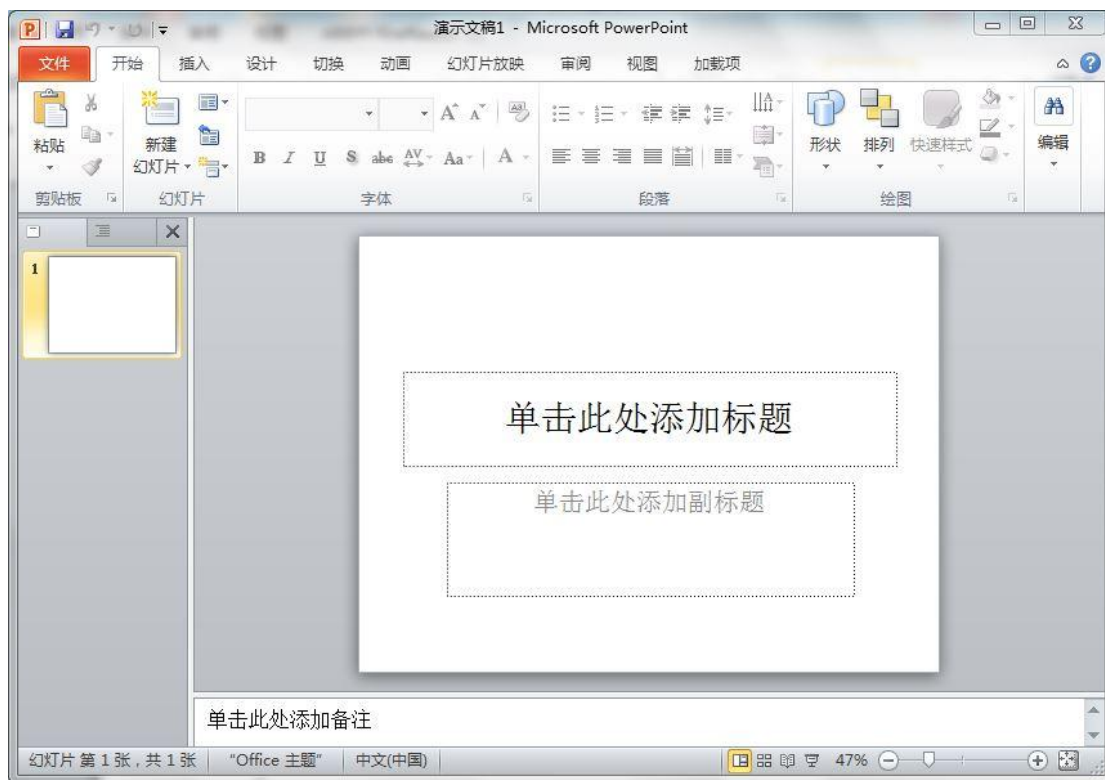 演示文稿1 - Microsoft PowerPoint
文件 开始 插入 设计 切换 动画 幻灯片放映 审阅 视图 加载项
粘贴
剪贴板
新建
幻灯片
幻灯片
B I U S abc AV Aa A
字体
段落
形状 排列 快速样式
绘图
编辑
1
单击此处添加标题
单击此处添加副标题
单击此处添加备注
幻灯片 第 1 张，共 1 张 "Office 主题" 中文(中国) 47%